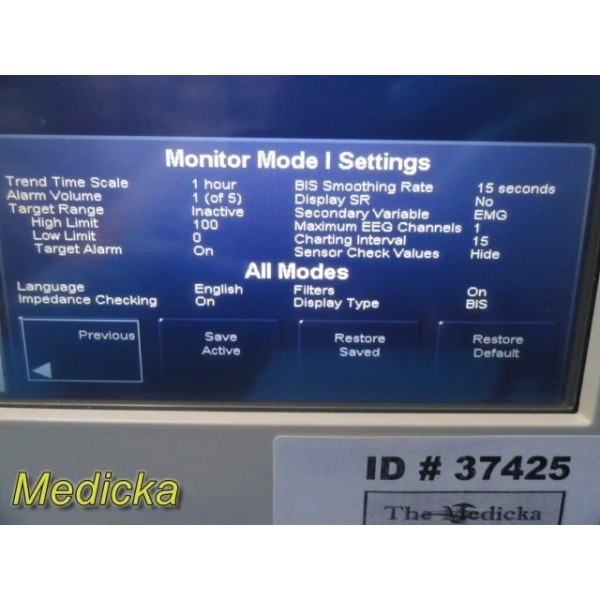 Monitor Mode I Settings
Trend Time Scale 1 hour
Alarm Volume 1 (of 5)
Target Range Inactive
High Limit 100
Low Limit 0
Target Alarm On
BIS Smoothing Rate 15 seconds
Display SR No
Secondary Variable EMG
Maximum EEG Channels 1
Charting Interval 15
Sensor Check Values Hide
All Modes
Language English
Impedance Checking On
Filters On
Display Type BIS
Previous
Save
Active
Restore
Saved
Restore
Default
ID # 37425
The Medicka
Medicka